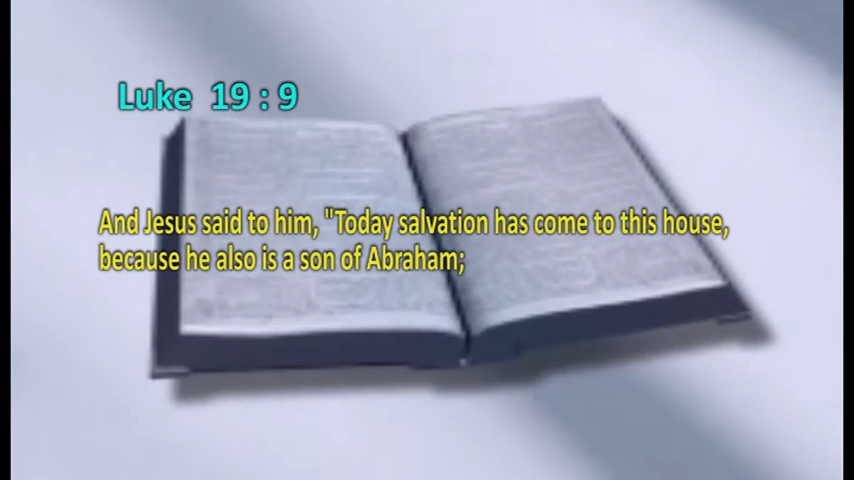 Luke 19 : 9
And Jesus said to him, "Today salvation has come to this house,
because he also is a son of Abraham;